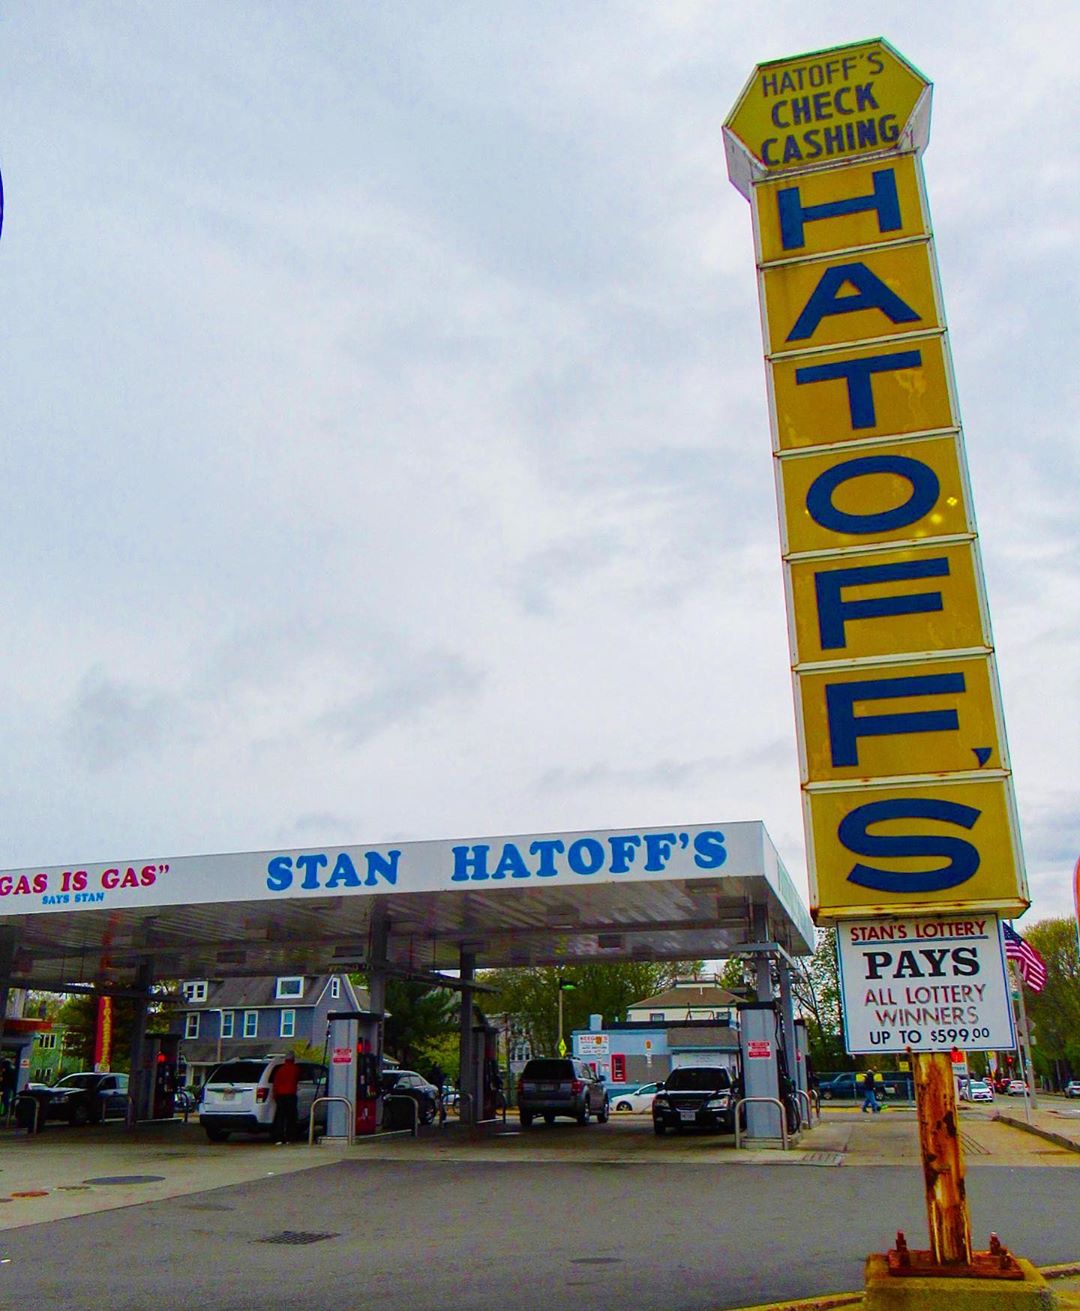 HATOFF'S
CHECK
CASHING
HATOFF'S
GAS IS GAS"
SAYS STAN
STAN HATOFF'S
STAN'S LOTTERY
PAYS
ALL LOTTERY
WINNERS
UP TO $599.00